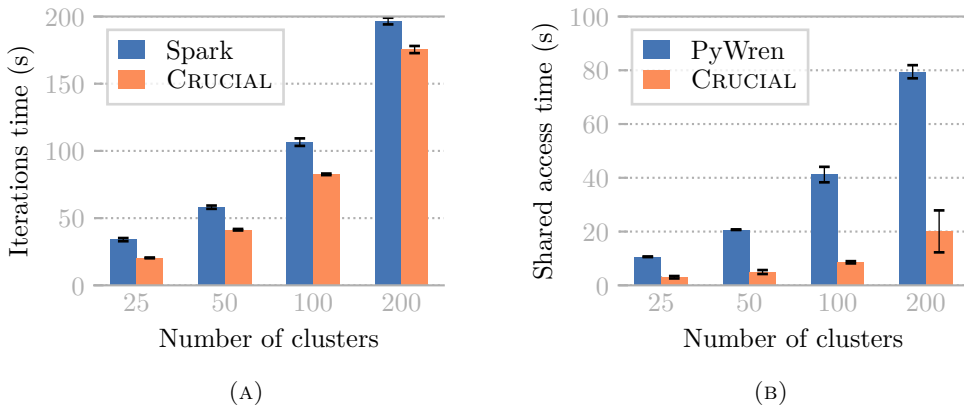 Iterations time (s)
200
150
100
50
0
Spark
CRUCIAL
25 50 100 200
Number of clusters
(A)
Shared access time (s)
100
80
60
40
20
0
PyWren
CRUCIAL
25 50 100 200
Number of clusters
(B)